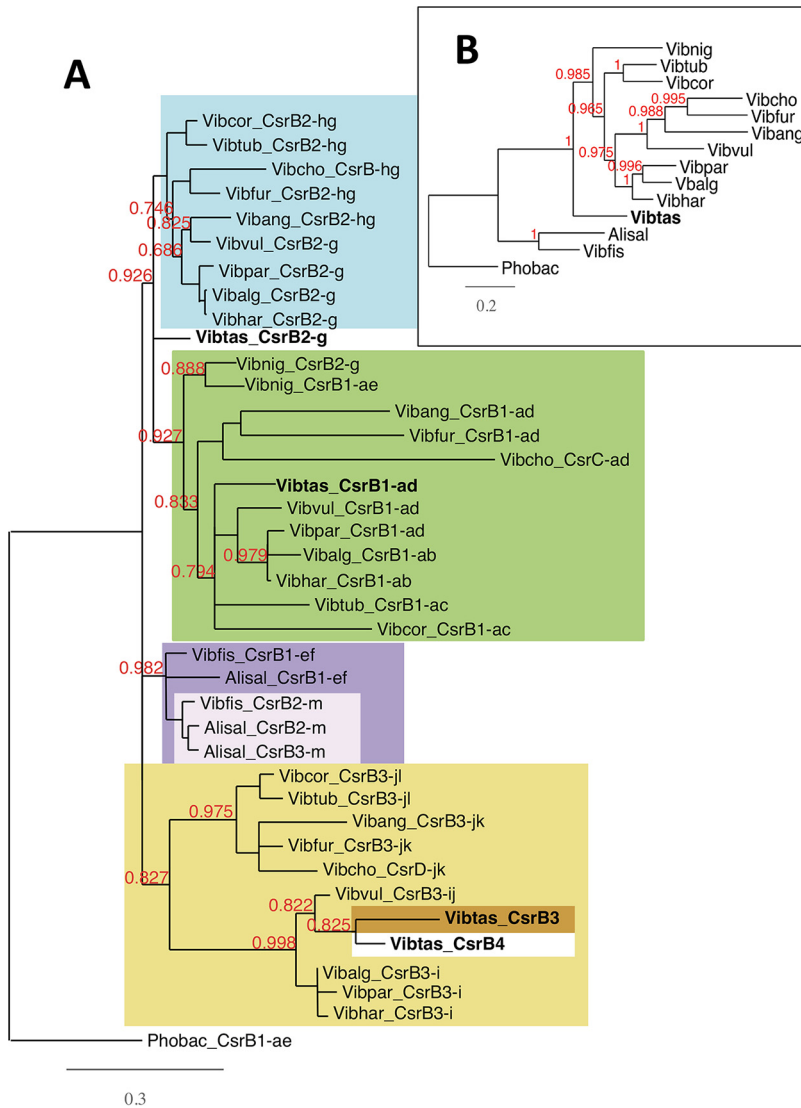 A
Vibcor_CsrB2-hg
Vibtub_CsrB2-hg
Vibcho_CsrB-hg
Vibfur_CsrB2-hg
0.746
0.825
Vibang_CsrB2-hg
Vibvul_CsrB2-g
0.686
Vibpar_CsrB2-g
0.926
Vibalg_CsrB2-g
Vibhar_CsrB2-g
Vibtas_CsrB2-g
Vibnig_CsrB2-g
0.888
Vibnig_CsrB1-ae
Vibang_CsrB1-ad
0.927
Vibfur_CsrB1-ad
Vibcho_CsrC-ad
Vibtas_CsrB1-ad
0.833
Vibvul_CsrB1-ad
Vibpar_CsrB1-ad
0.979
Vibalg_CsrB1-ab
0.794
Vibhar_CsrB1-ab
Vibtub_CsrB1-ac
Vibcor_CsrB1-ac
Vibfis_CsrB1-ef
0.982
Alisal_CsrB1-ef
Vibfis_CsrB2-m
Alisal_CsrB2-m
Alisal_CsrB3-m
Vibcor_CsrB3-jl
Vibtub_CsrB3-jl
0.975
Vibang_CsrB3-jk
Vibfur_CsrB3-jk
Vibcho_CsrD-jk
0.827
Vibvul_CsrB3-ij
0.822
Vibtas_CsrB3
0.825
Vibtas_CsrB4
0.998
Vibalg_CsrB3-i
Vibpar_CsrB3-i
Vibhar_CsrB3-i
Phobac_CsrB1-ae
0.3
B
Vibnig
Vibtub
1
0.985
Vibcor
Vibcho
0.995
0.965
0.988
Vibfur
1
Vibang
1
Vibvul
0.975
Vibpar
0.996
1
Vbalg
Vibhar
Vibtas
Alisal
1
Vibfis
Phobac
0.2